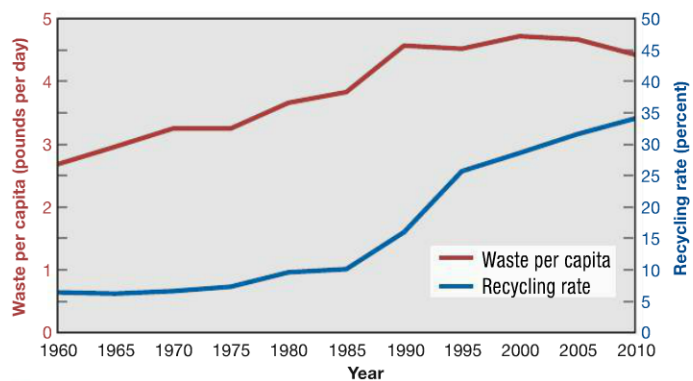 Waste per capita (pounds per day)
5
4
3
2
1
0
50
45
40
35
30
25
20
15
10
5
0
Recycling rate (percent)
Waste per capita
Recycling rate
1960 1965 1970 1975 1980 1985 1990 1995 2000 2005 2010
Year